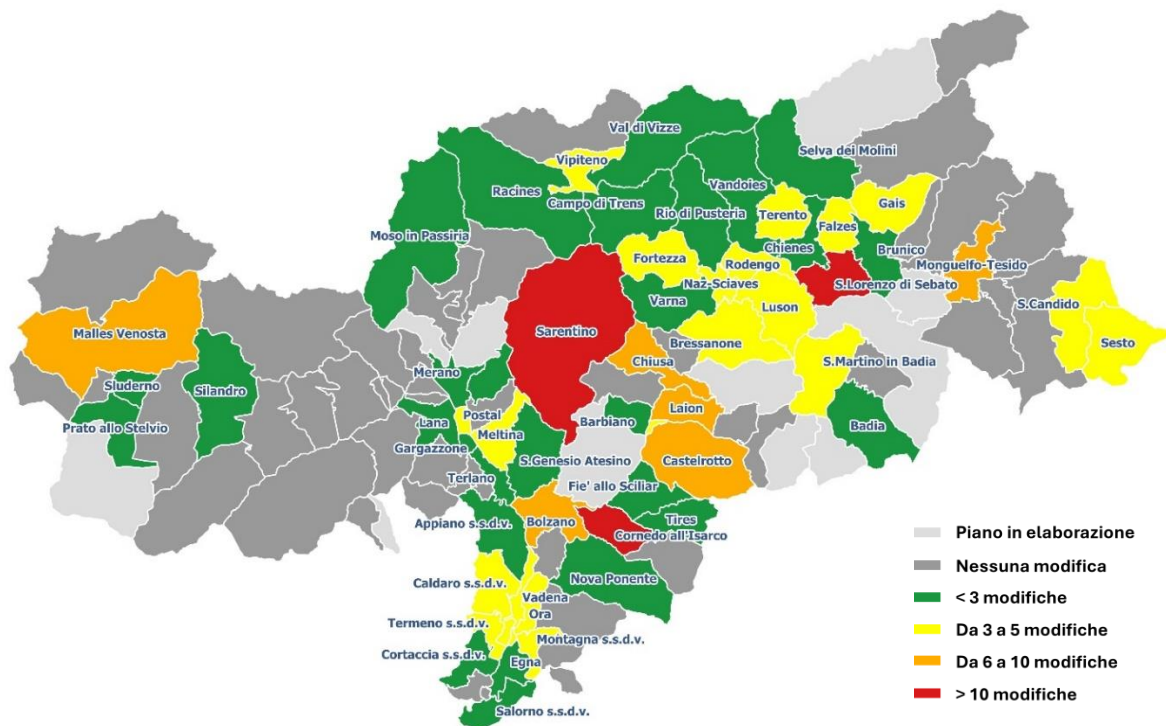 Val di Vizze
Selva dei Molini
Vipiteno
Racines
Vandoies
Campo di Trens
Rio di Pusteria
Terento
Gais
Falzes
Moso in Passiria
Chienes
Brunico
Fortezza
Rodengo
Monguelfo-Tesido
Naz-Sciaves
S.Lorenzo di Sebato
Varna
S.Candido
Luson
Sarentino
Malles Venosta
Bressanone
Sesto
Chiusa
S.Martino in Badia
Merano
Sluderno
Silandro
Laion
Postal
Barbiano
Lana
Badia
Prato allo Stelvio
Meltina
Gargazzone
S.Genesio Atesino
Castelrotto
Terlano
Fie' allo Sciliar
Appiano s.s.d.v.
Bolzano
Tires
Cornedo all'Isarco
Caldaro s.s.d.v.
Nova Ponente
Vadena
Ora
Termeno s.s.d.v.
Montagna s.s.d.v.
Cortaccia s.s.d.v.
Egna
Salorno s.s.d.v.
Piano in elaborazione
Nessuna modifica
< 3 modifiche
Da 3 a 5 modifiche
Da 6 a 10 modifiche
> 10 modifiche